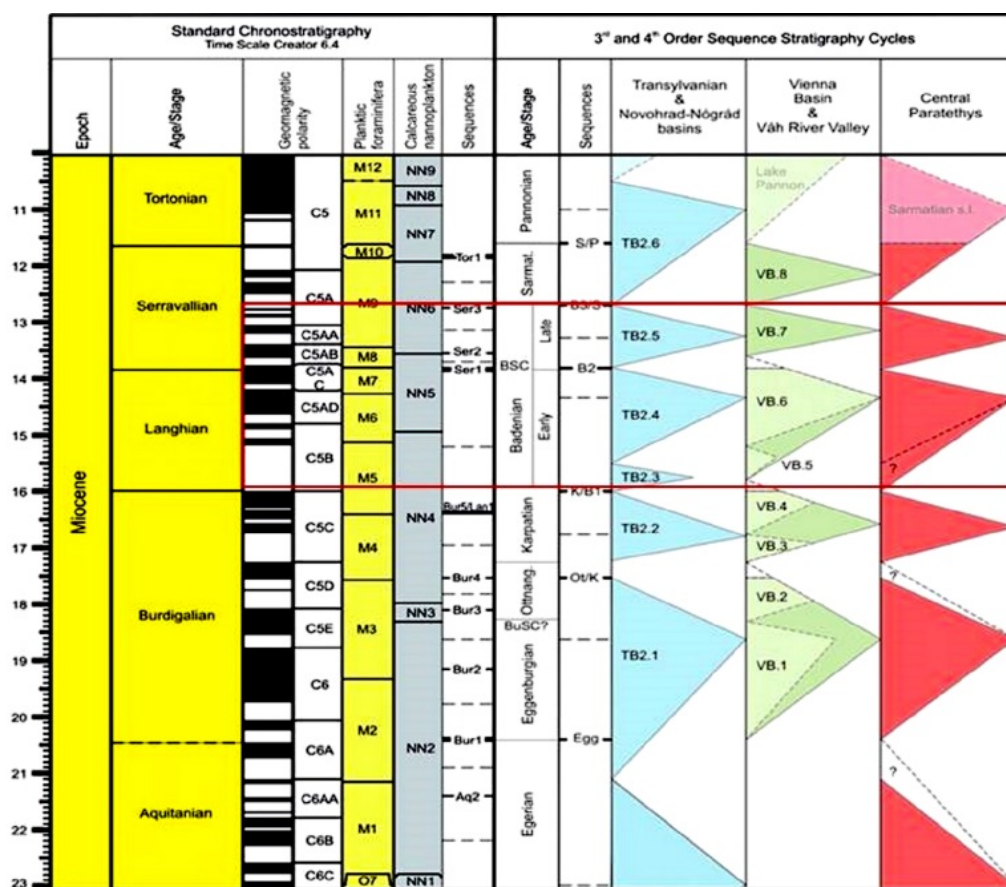 Standard Chronostratigraphy
Time Scale Creator 6.4
3rd and 4th Order Sequence Stratigraphy Cycles
Epoch
Age/Stage
Geomagnetic
polarity
Planktic
foraminifera
Calcareous
nannoplankton
Sequences
Age/Stage
Sequences
Transylvanian
&
Novohrad-Nógrád
basins
Vienna
Basin
&
Váh River Valley
Central
Paratethys
11
12
13
14
15
16
17
18
19
20
21
22
23
Miocene
Tortonian
Serravallian
Langhian
Burdigalian
Aquitanian
C5
C5A
C5AA
C5AB
C5A
C
C5AD
C5B
C5C
C5D
C5E
C6
C6A
C6AA
C6B
C6C
M12
M11
M10
M9
M8
M7
M6
M5
M4
M3
M2
M1
O7
NN9
NN8
NN7
NN6
NN5
NN4
NN3
NN2
NN1
Tor1
Ser3
Ser2
Ser1
Bur5/Lan1
Bur4
Bur3
Bur2
Bur1
Aq2
Pannonian
Sarmat.
BSC
Badenian
Late
Early
Karpatian
Ottnang.
BuSC?
Eggenburgian
Egerian
S/P
B3/S
B2
K/B1
Ot/K
Egg
TB2.6
TB2.5
TB2.4
TB2.3
TB2.2
TB2.1
Lake
Pannon
VB.8
VB.7
VB.6
VB.5
VB.4
VB.3
VB.2
VB.1
Sarmatian s.l.
?
?
?